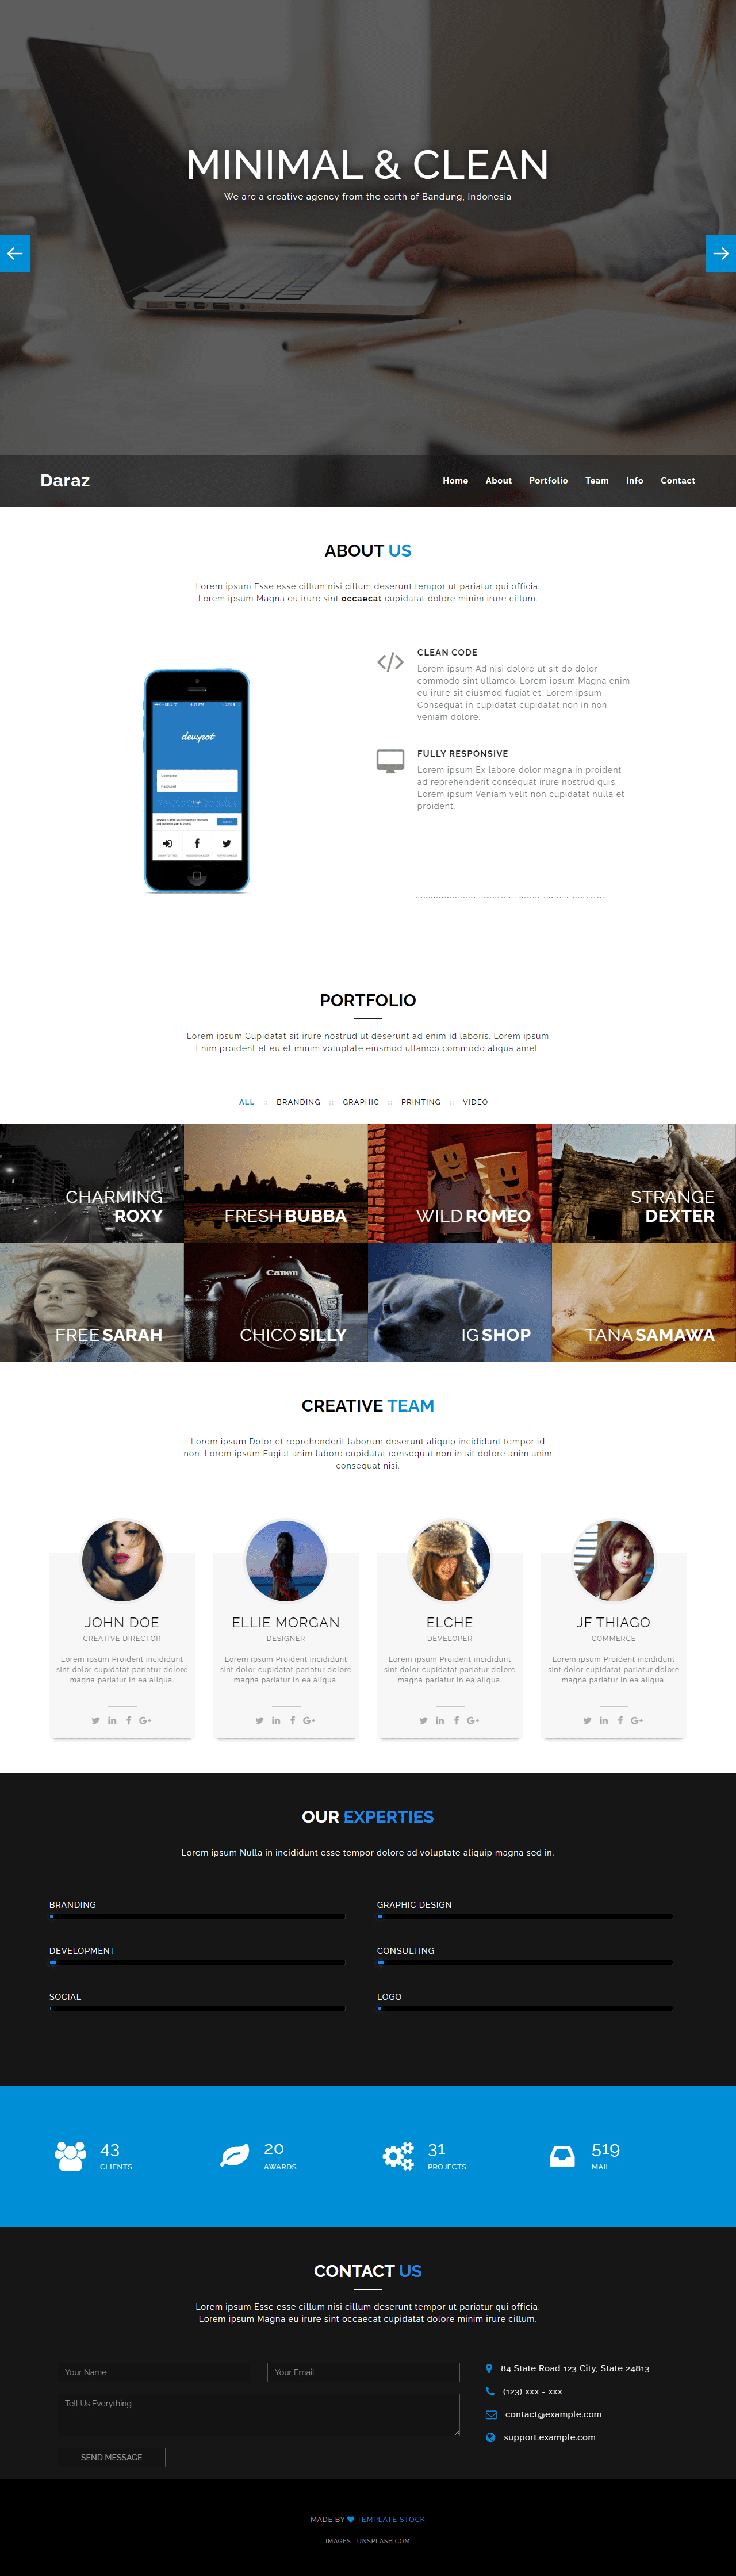 MINIMAL & CLEAN
We are a creative agency from the earth of Bandung, Indonesia
Daraz
Home About Portfolio Team Info Contact
ABOUT US
Lorem ipsum Esse esse cillum nisi cillum deserunt tempor ut pariatur qui officia.
Lorem ipsum Magna eu irure sint occaecat cupidatat dolore minim irure cillum.
devspot
Username
Password
LOGIN
CLEAN CODE
Lorem ipsum Ad nisi dolore ut sit do dolor
commodo sint ullamco. Lorem ipsum Magna enim
eu irure sit eiusmod fugiat et. Lorem ipsum
Consequat in cupidatat cupidatat non in non
veniam dolore.
FULLY RESPONSIVE
Lorem ipsum Ex labore dolor magna in proident
ad reprehenderit consequat irure nostrud quis.
Lorem ipsum Veniam velit non cupidatat nulla et
proident.
PORTFOLIO
Lorem ipsum Cupidatat sit irure nostrud ut deserunt ad enim id laboris. Lorem ipsum
Enim proident et eu et minim voluptate eiusmod ullamco commodo aliqua amet.
ALL :: BRANDING :: GRAPHIC :: PRINTING :: VIDEO
CHARMING
ROXY
FRESH BUBBA
WILD ROMEO
STRANGE
DEXTER
FREE SARAH
Canon
CHICO SILLY
IG SHOP
TANA SAMAWA
CREATIVE TEAM
Lorem ipsum Dolor et reprehenderit laborum deserunt aliquip incididunt tempor id
non. Lorem ipsum Fugiat anim labore cupidatat consequat non in sit dolore anim anim
consequat nisi.
JOHN DOE
CREATIVE DIRECTOR
Lorem ipsum Proident incididunt
sint dolor cupidatat pariatur dolore
magna pariatur in ea aliqua.
ELLIE MORGAN
DESIGNER
Lorem ipsum Proident incididunt
sint dolor cupidatat pariatur dolore
magna pariatur in ea aliqua.
ELCHE
DEVELOPER
Lorem ipsum Proident incididunt
sint dolor cupidatat pariatur dolore
magna pariatur in ea aliqua.
JF THIAGO
COMMERCE
Lorem ipsum Proident incididunt
sint dolor cupidatat pariatur dolore
magna pariatur in ea aliqua.
OUR EXPERTIES
Lorem ipsum Nulla in incididunt esse tempor dolore ad voluptate aliquip magna sed in.
BRANDING
GRAPHIC DESIGN
DEVELOPMENT
CONSULTING
SOCIAL
LOGO
43
CLIENTS
20
AWARDS
31
PROJECTS
519
MAIL
CONTACT US
Lorem ipsum Esse esse cillum nisi cillum deserunt tempor ut pariatur qui officia.
Lorem ipsum Magna eu irure sint occaecat cupidatat dolore minim irure cillum.
Your Name
Your Email
Tell Us Everything
SEND MESSAGE
84 State Road 123 City, State 24813
(123) xxx - xxx
contact@example.com
support.example.com
MADE BY TEMPLATE STOCK
IMAGES : UNSPLASH.COM